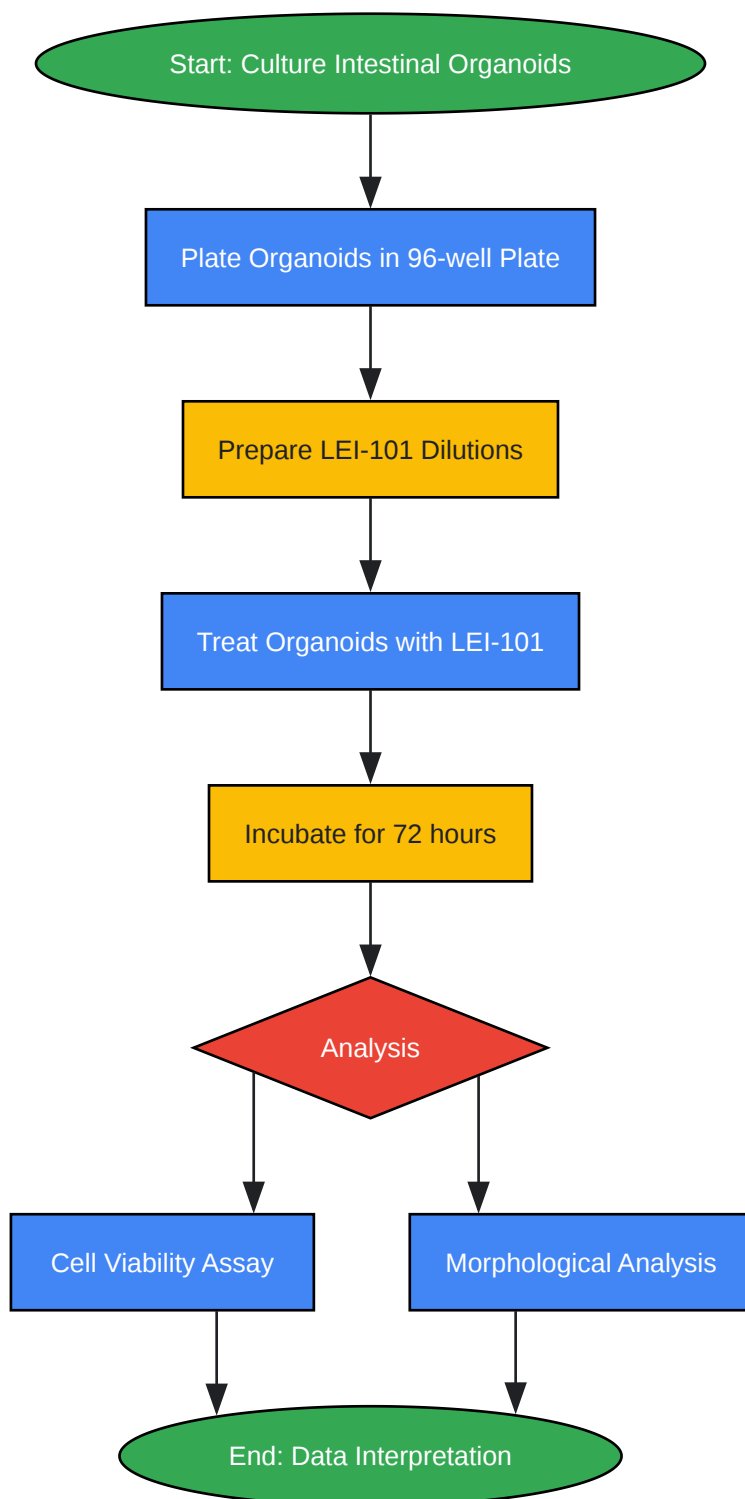 Start: Culture Intestinal Organoids
Plate Organoids in 96-well Plate
Prepare LEI-101 Dilutions
Treat Organoids with LEI-101
Incubate for 72 hours
Analysis
Cell Viability Assay
Morphological Analysis
End: Data Interpretation